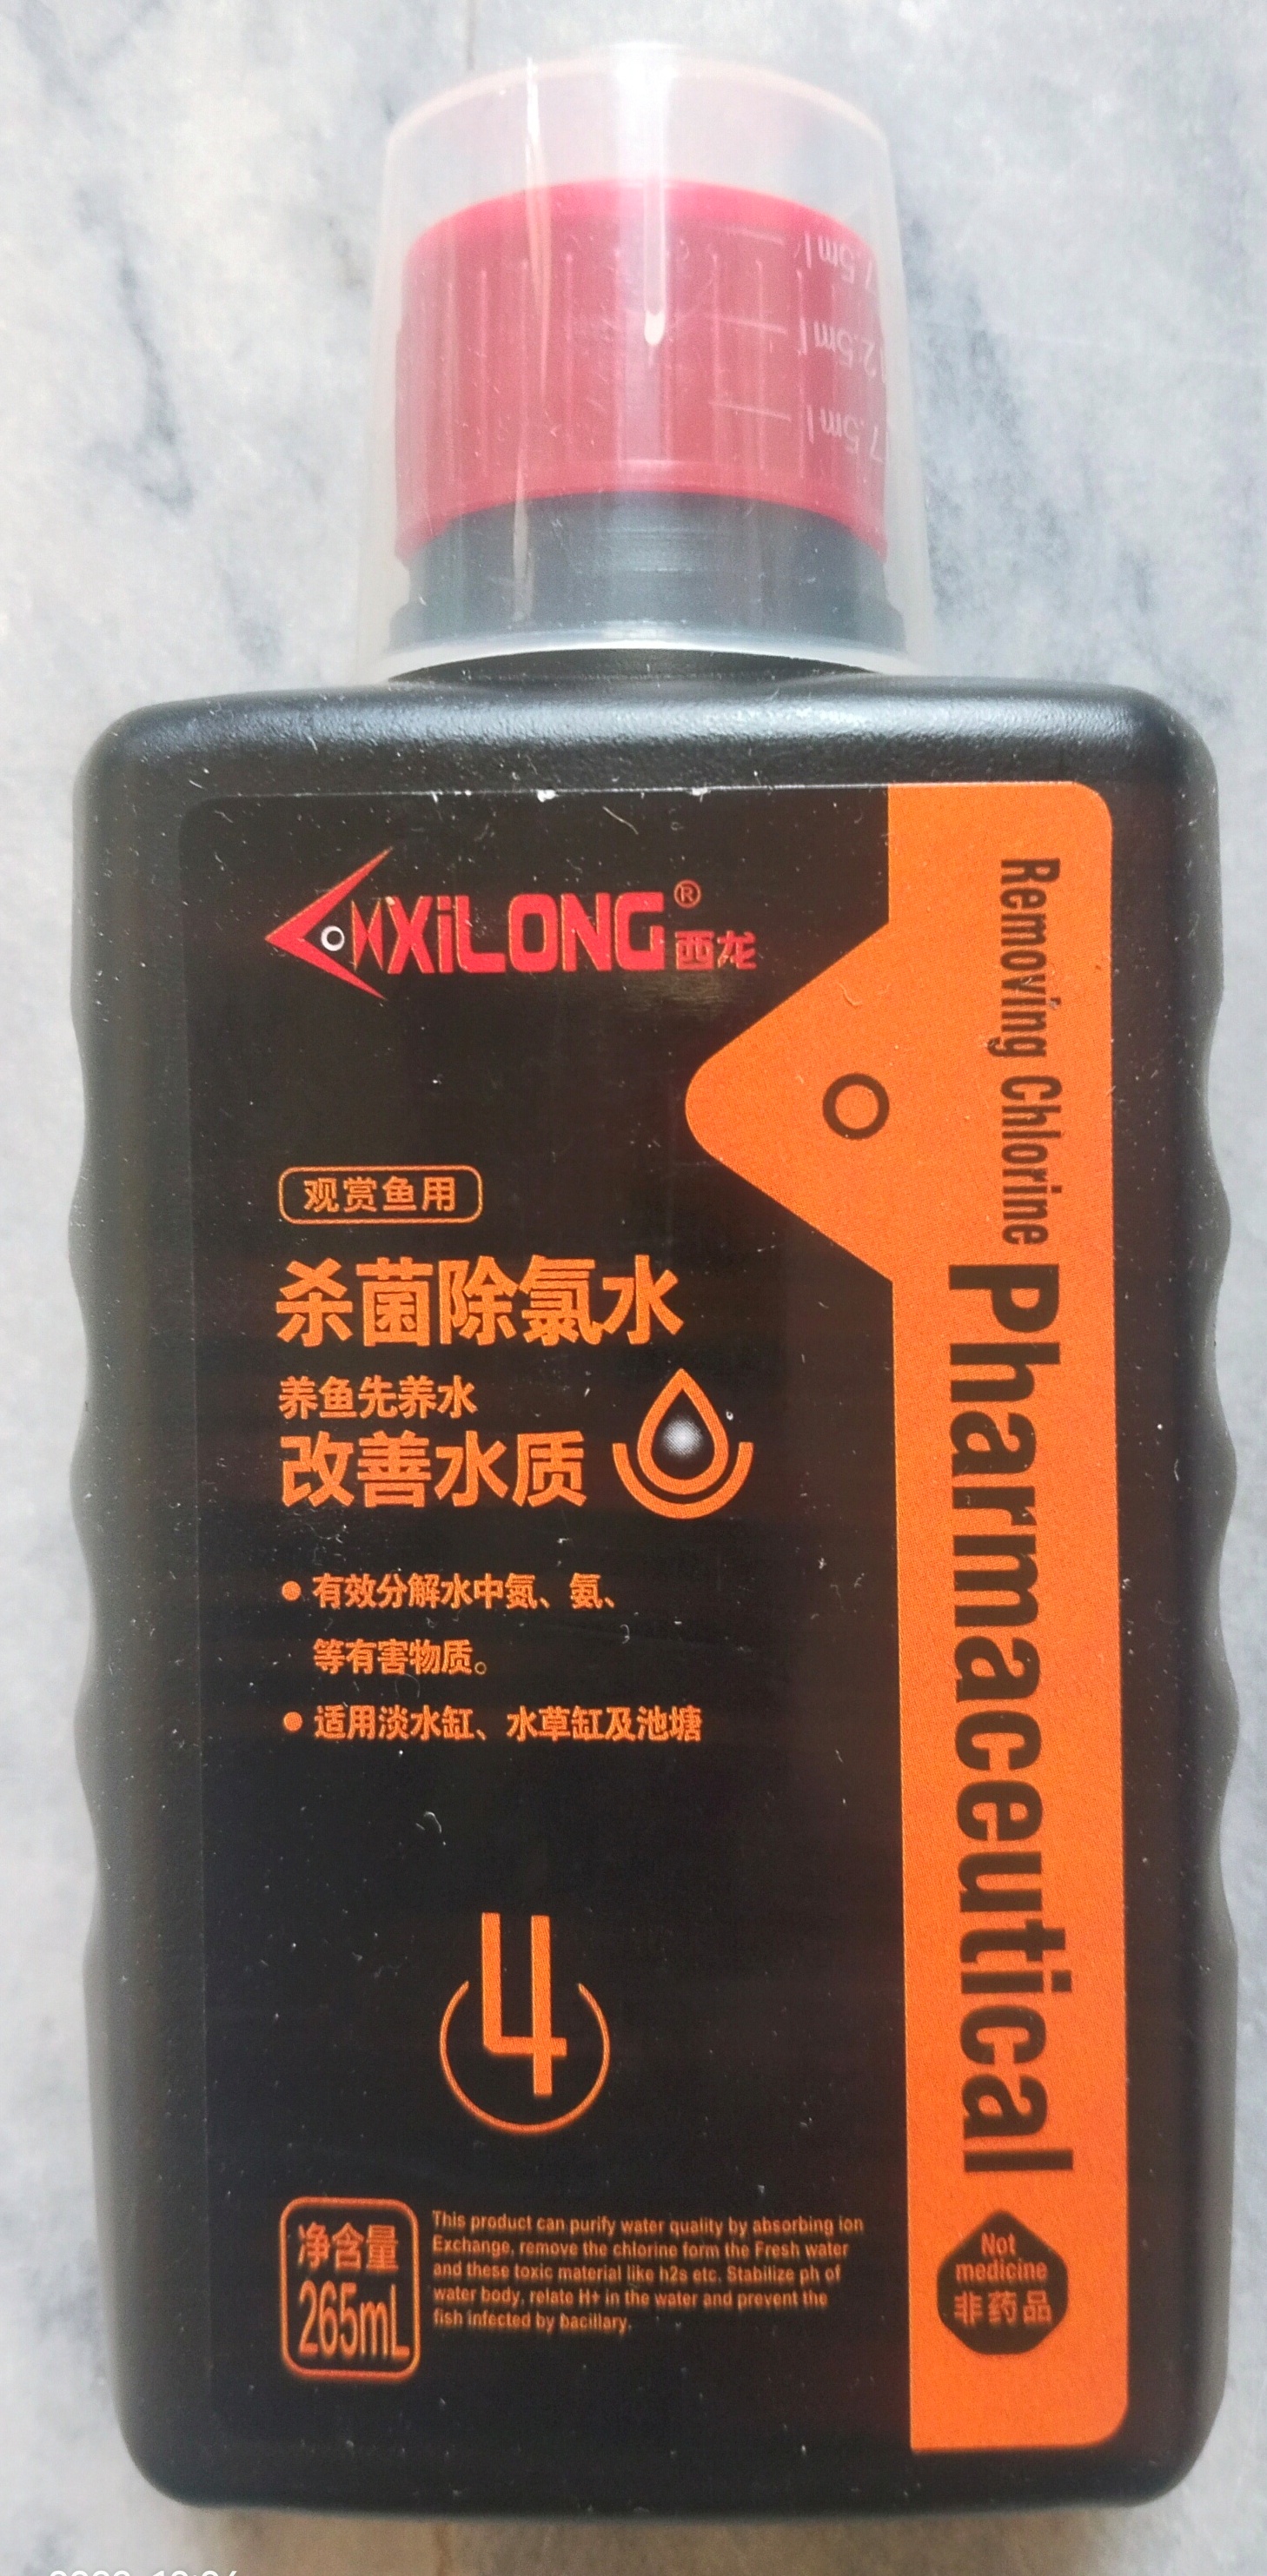 7.5ml
12.5ml
17.5ml
XiLONG®西龙
观赏鱼用
杀菌除氯水
养鱼先养水
改善水质
有效分解水中氮、氨、
等有害物质。
适用淡水缸、水草缸及池塘
4
净含量
265mL
This product can purify water quality by absorbing ion
Exchange, remove the chlorine form the Fresh water
and these toxic material like h2s etc. Stabilize ph of
water body, relate H+ in the water and prevent the
fish infected by bacillary.
Removing Chlorine Pharmaceutical
Not
medicine
非药品